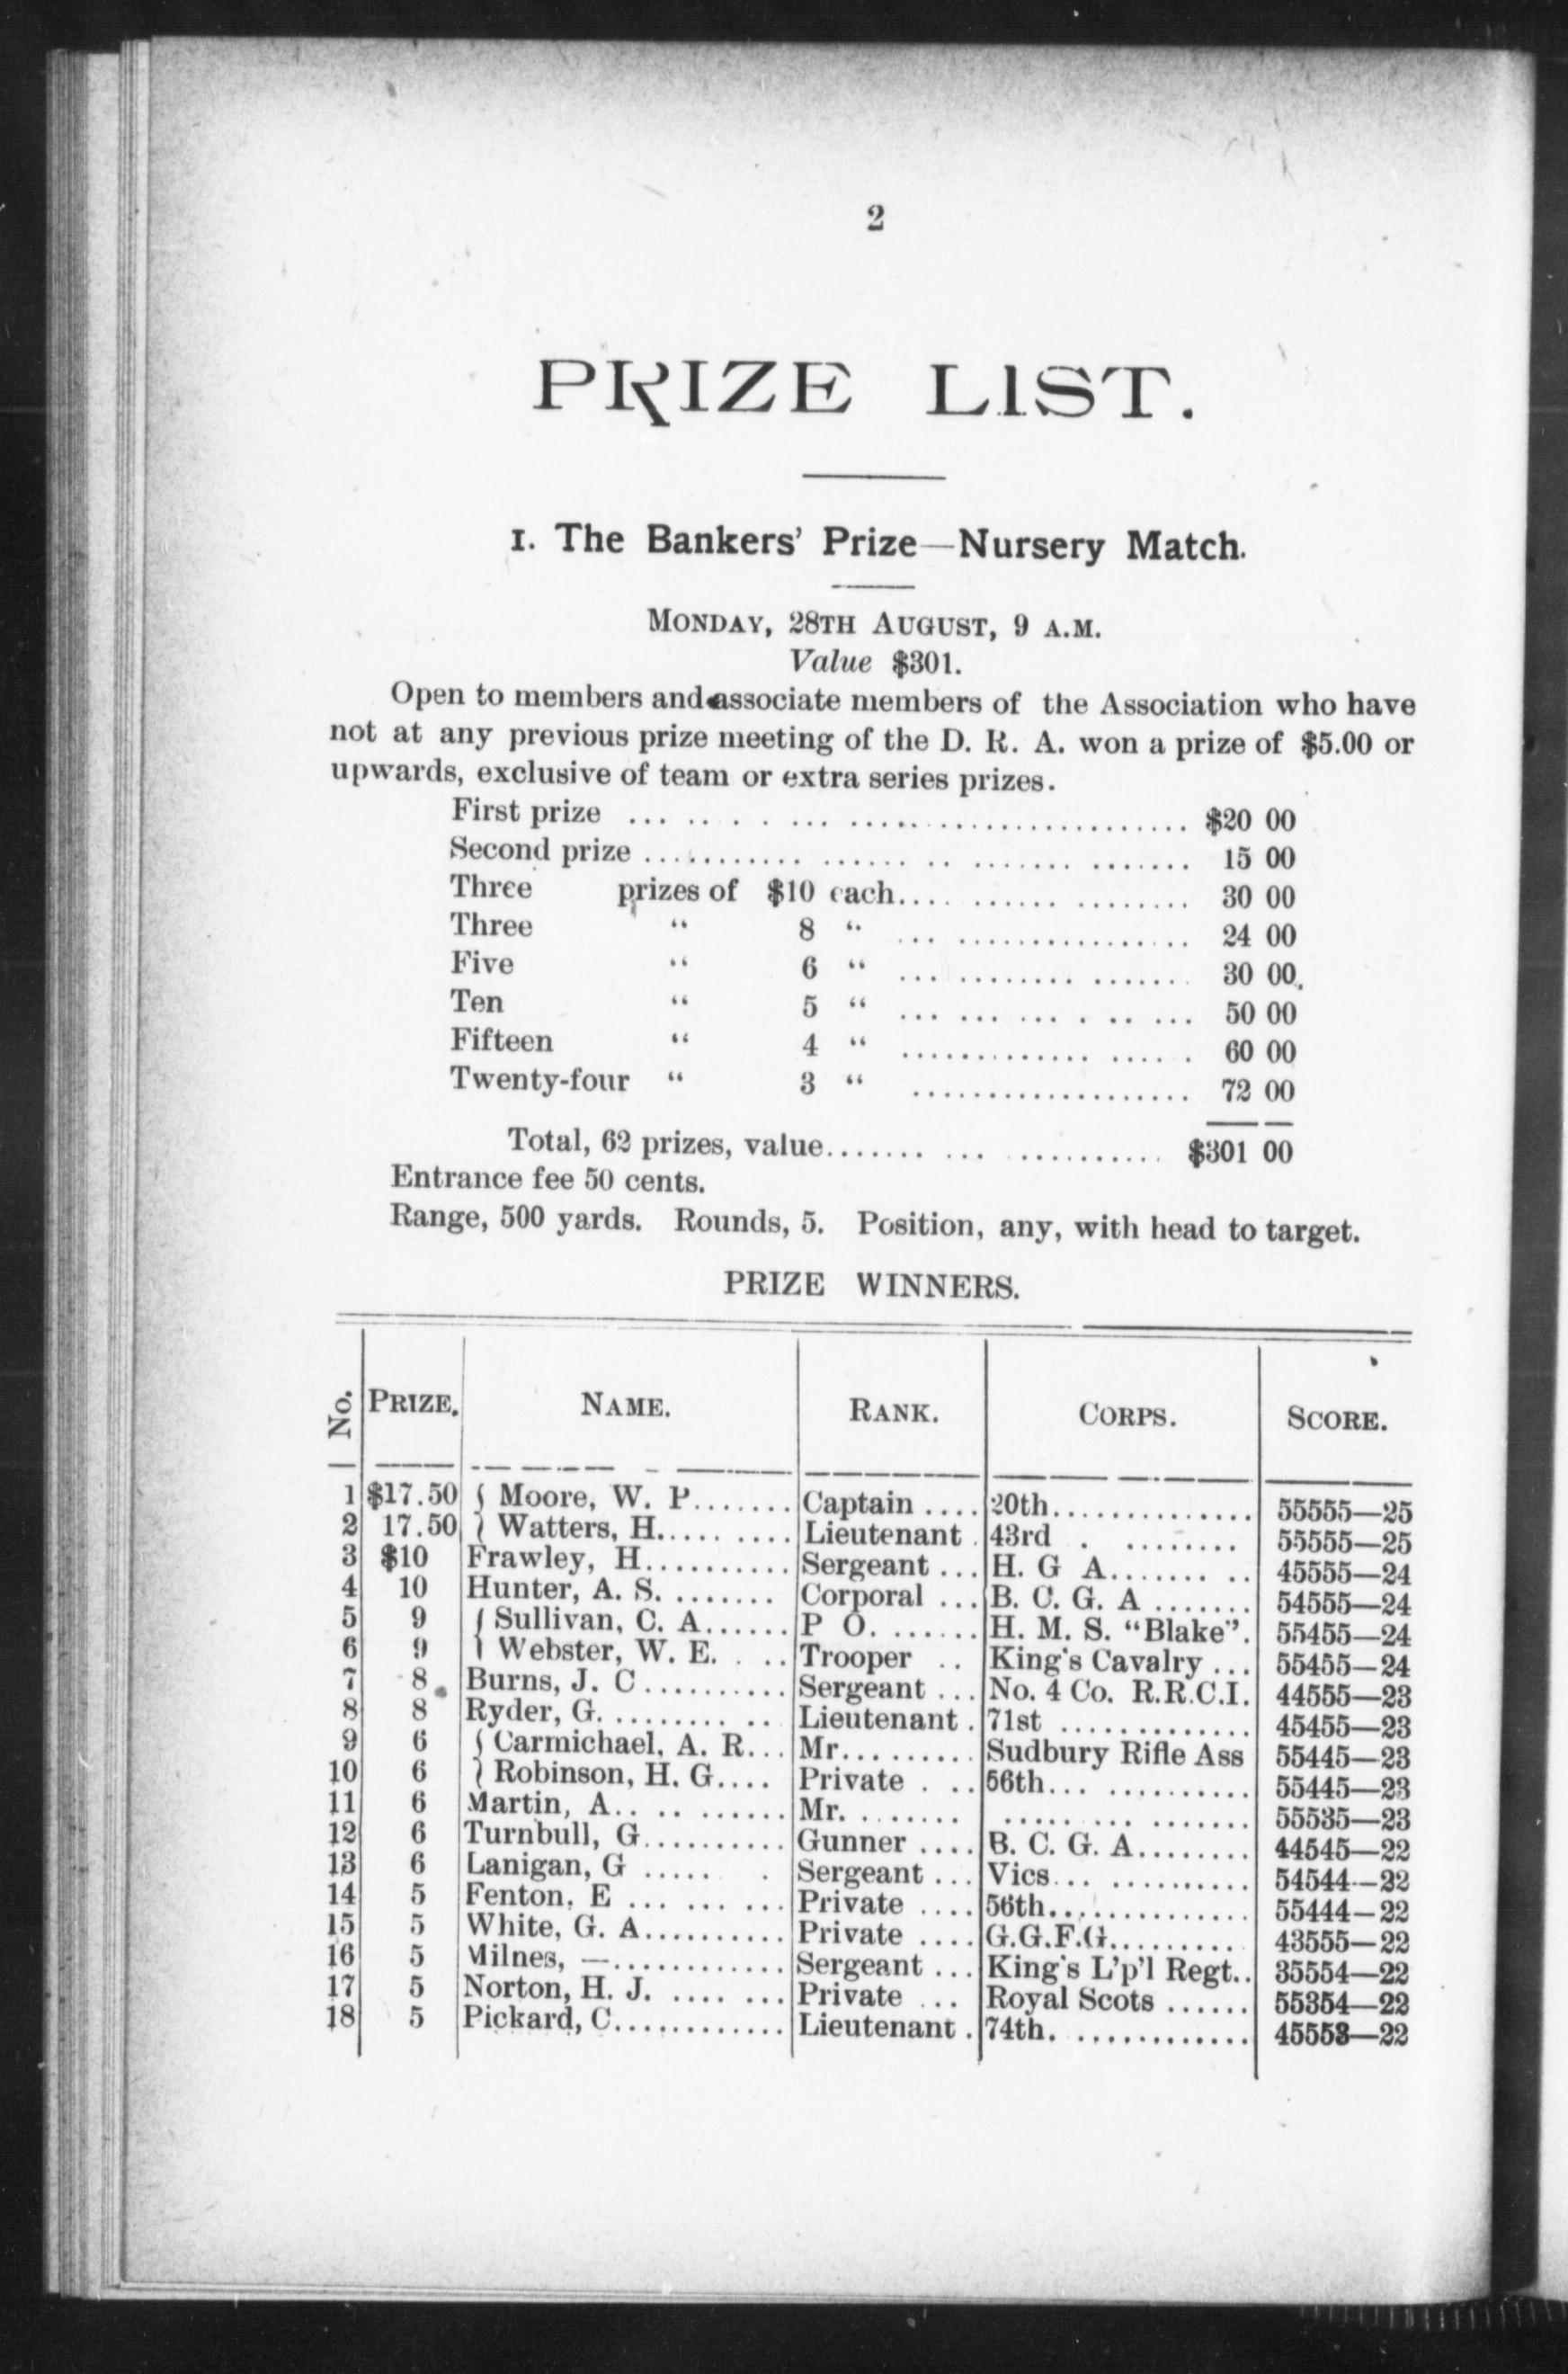 2
PRIZE LIST.
1. The Bankers' Prize—Nursery Match.
MONDAY, 28TH AUGUST, 9 A.M.
Value $301.
Open to members and associate members of the Association who have
not at any previous prize meeting of the D. R. A. won a prize of $5.00 or
upwards, exclusive of team or extra series prizes.
First prize ........ $20 00
Second prize ........ 15 00
Three prizes of $10 each ........ 30 00
Three " 8 " ........ 24 00
Five " 6 " ........ 30 00
Ten " 5 " ........ 50 00
Fifteen " 4 " ........ 60 00
Twenty-four " 3 " ........ 72 00
Total, 62 prizes, value ........ $301 00
Entrance fee 50 cents.
Range, 500 yards. Rounds, 5. Position, any, with head to target.
PRIZE WINNERS.
No. PRIZE. NAME. RANK. CORPS. SCORE.
1 $17.50 { Moore, W. P....... Captain .... 20th.............. 55555—25
2 17.50 { Watters, H......... Lieutenant . 43rd . ........ 55555—25
3 $10 Frawley, H........... Sergeant ... H. G A....... .. 45555—24
4 10 Hunter, A. S. ....... Corporal ... B. C. G. A ....... 54555—24
5 9 { Sullivan, C. A...... P O. ...... H. M. S. "Blake". 55455—24
6 9 { Webster, W. E. . .. Trooper .. King's Cavalry ... 55455—24
7 8 Burns, J. C.......... Sergeant ... No. 4 Co. R.R.C.I. 44555—23
8 8 Ryder, G. ........ .. Lieutenant . 71st ............. 45455—23
9 6 { Carmichael, A. R... Mr......... Sudbury Rifle Ass 55445—23
10 6 { Robinson, H. G.... Private . .. 56th... .......... 55445—23
11 6 Martin, A.. .. ....... Mr. ....... ......... ....... 55535—23
12 6 Turnbull, G.......... Gunner .... B. C. G. A........ 44545—22
13 6 Lanigan, G ..... . Sergeant ... Vics... .......... 54544—22
14 5 Fenton, E ... ... ... Private .... 56th.............. 55444—22
15 5 White, G. A.......... Private .... G.G.F.G.......... 43555—22
16 5 Milnes, —............ Sergeant ... King's L'p'l Regt.. 35554—22
17 5 Norton, H. J. .... ... Private ... Royal Scots ...... 55354—22
18 5 Pickard, C............ Lieutenant . 74th. ............ 45553—22